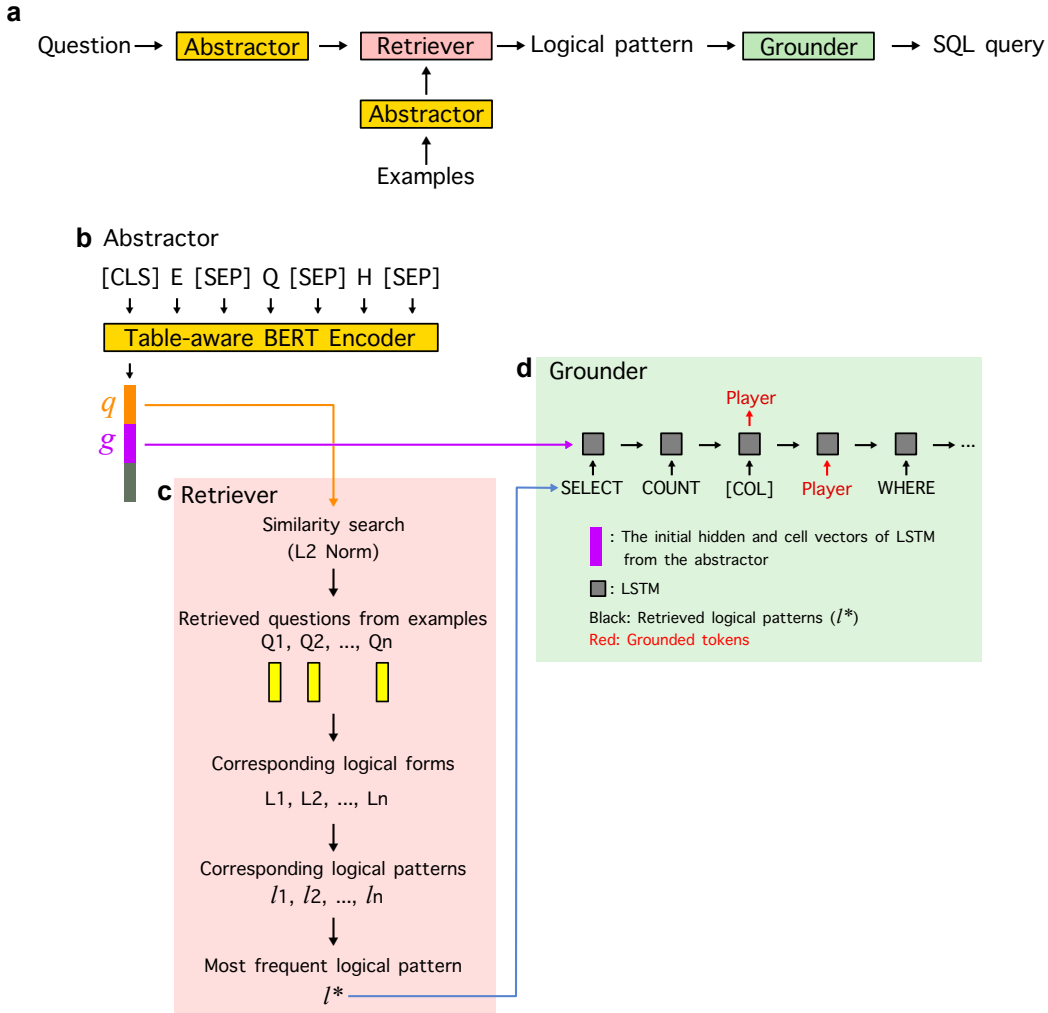 a
Question Abstractor Retriever Logical pattern Grounder SQL query
Abstractor
Examples
b Abstractor
[CLS] E [SEP] Q [SEP] H [SEP]
Table-aware BERT Encoder
q
g
c Retriever
Similarity search
(L2 Norm)
Retrieved questions from examples
Q1, Q2, ..., Qn
Corresponding logical forms
L1, L2, ..., Ln
Corresponding logical patterns
l1, l2, ..., ln
Most frequent logical pattern
l*
d Grounder
Player
...
SELECT COUNT [COL] Player WHERE
: The initial hidden and cell vectors of LSTM
from the abstractor
: LSTM
Black: Retrieved logical patterns (l*)
Red: Grounded tokens